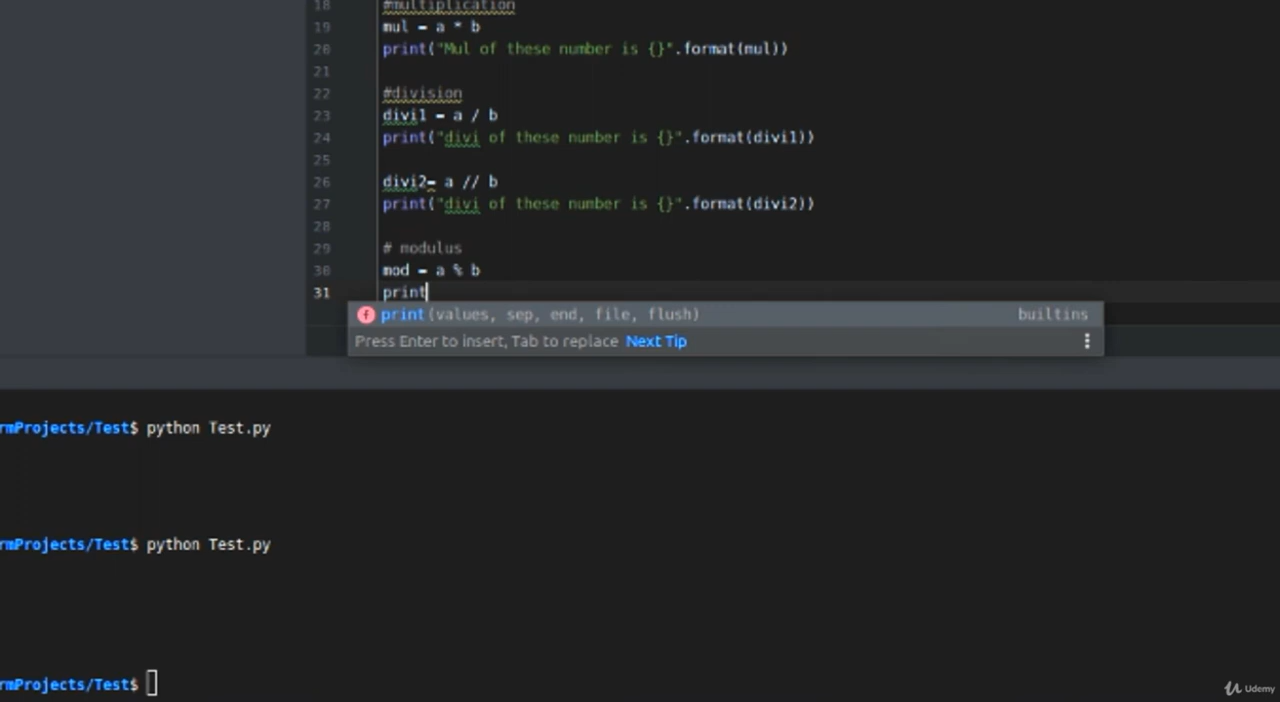 18 #multiplication
19 mul = a * b
20 print("Mul of these number is {}".format(mul))
21
22 #division
23 divi1 = a / b
24 print("divi of these number is {}".format(divi1))
25
26 divi2= a // b
27 print("divi of these number is {}".format(divi2))
28
29 # modulus
30 mod = a % b
31 print
f print(values, sep, end, file, flush) builtins
Press Enter to insert, Tab to replace Next Tip
rmProjects/Test$ python Test.py
rmProjects/Test$ python Test.py
rmProjects/Test$
Udemy